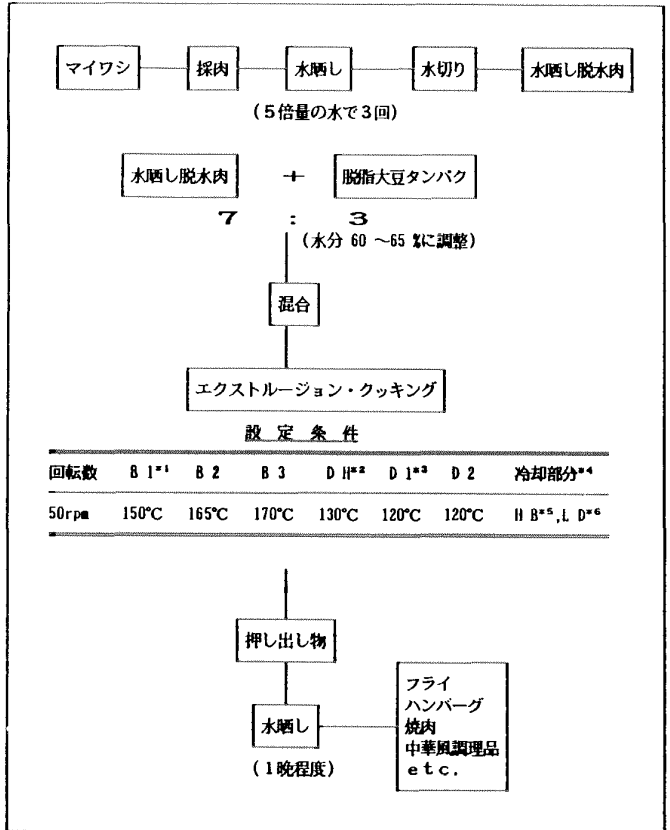 マイワシ 採肉 水晒し 水切り 水晒し脱水肉
(5倍量の水で3回)
水晒し脱水肉 + 脱脂大豆タンパク
7 : 3
(水分 60 ~65 %に調整)
混合
エクストルージョン・クッキング
設定条件
回転数 B 1*1 B 2 B 3 D H*2 D 1*3 D 2 冷却部分*4
50rpm 150℃ 165℃ 170℃ 130℃ 120℃ 120℃ H B*5,L D*6
押し出し物
フライ
ハンバーグ
水晒し 焼肉
中華風調理品
(1晩程度) etc.